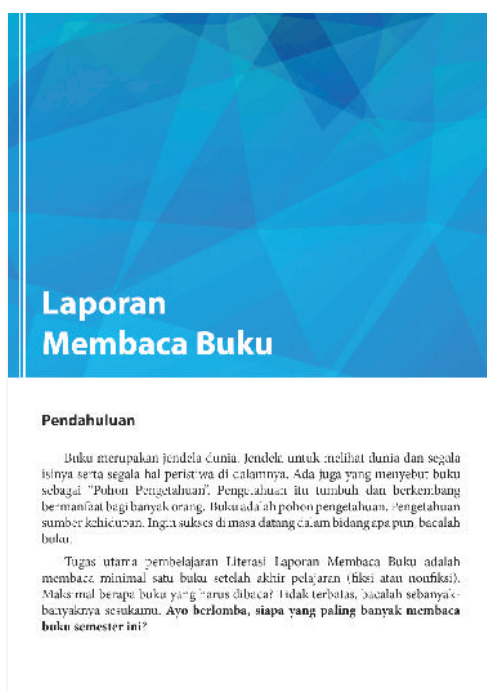 Laporan
Membaca Buku
Pendahuluan
Buku merupakan jendela dunia. Jendela untuk melihat dunia dan segala
isinya serta segala hal peristiwa di dalamnya. Ada juga yang menyebut buku
sebagai "Pohon Pengetahuan". Pengetahuan itu tumbuh dan berkembang
bermanfaat bagi banyak orang. Buku adalah pohon pengetahuan. Pengetahuan
sumber kehidupan. Ingin sukses di masa datang dalam bidang apa pun, bacalah
buku.
Tugas utama pembelajaran Literasi Laporan Membaca Buku adalah
membaca minimal satu buku setelah akhir pelajaran (fiksi atau nonfiksi).
Maksimal berapa buku yang harus dibaca? Tidak terbatas, bacalah sebanyak-
banyaknya sesukamu. Ayo berlomba, siapa yang paling banyak membaca
buku semester ini?